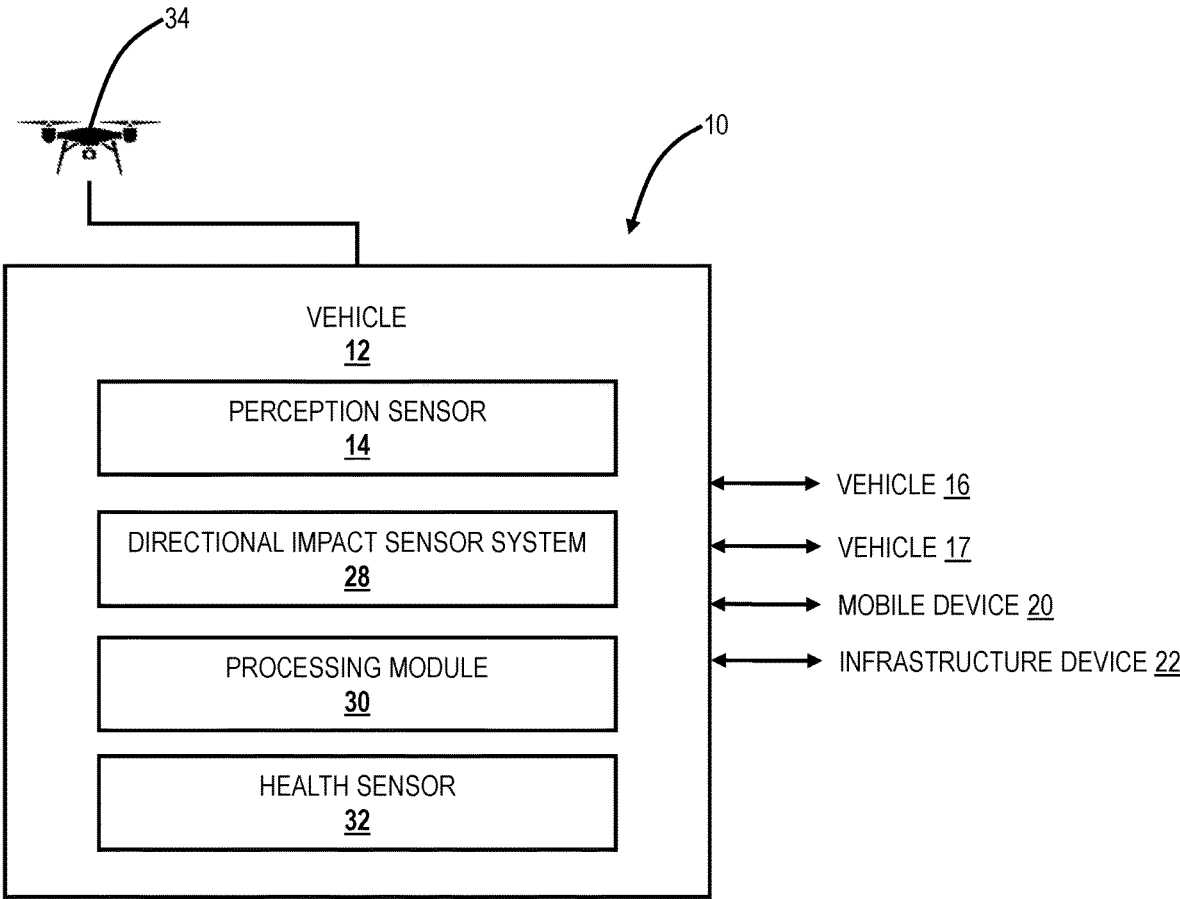 34
10
VEHICLE
12
PERCEPTION SENSOR
14
DIRECTIONAL IMPACT SENSOR SYSTEM
28
PROCESSING MODULE
30
HEALTH SENSOR
32
VEHICLE 16
VEHICLE 17
MOBILE DEVICE 20
INFRASTRUCTURE DEVICE 22